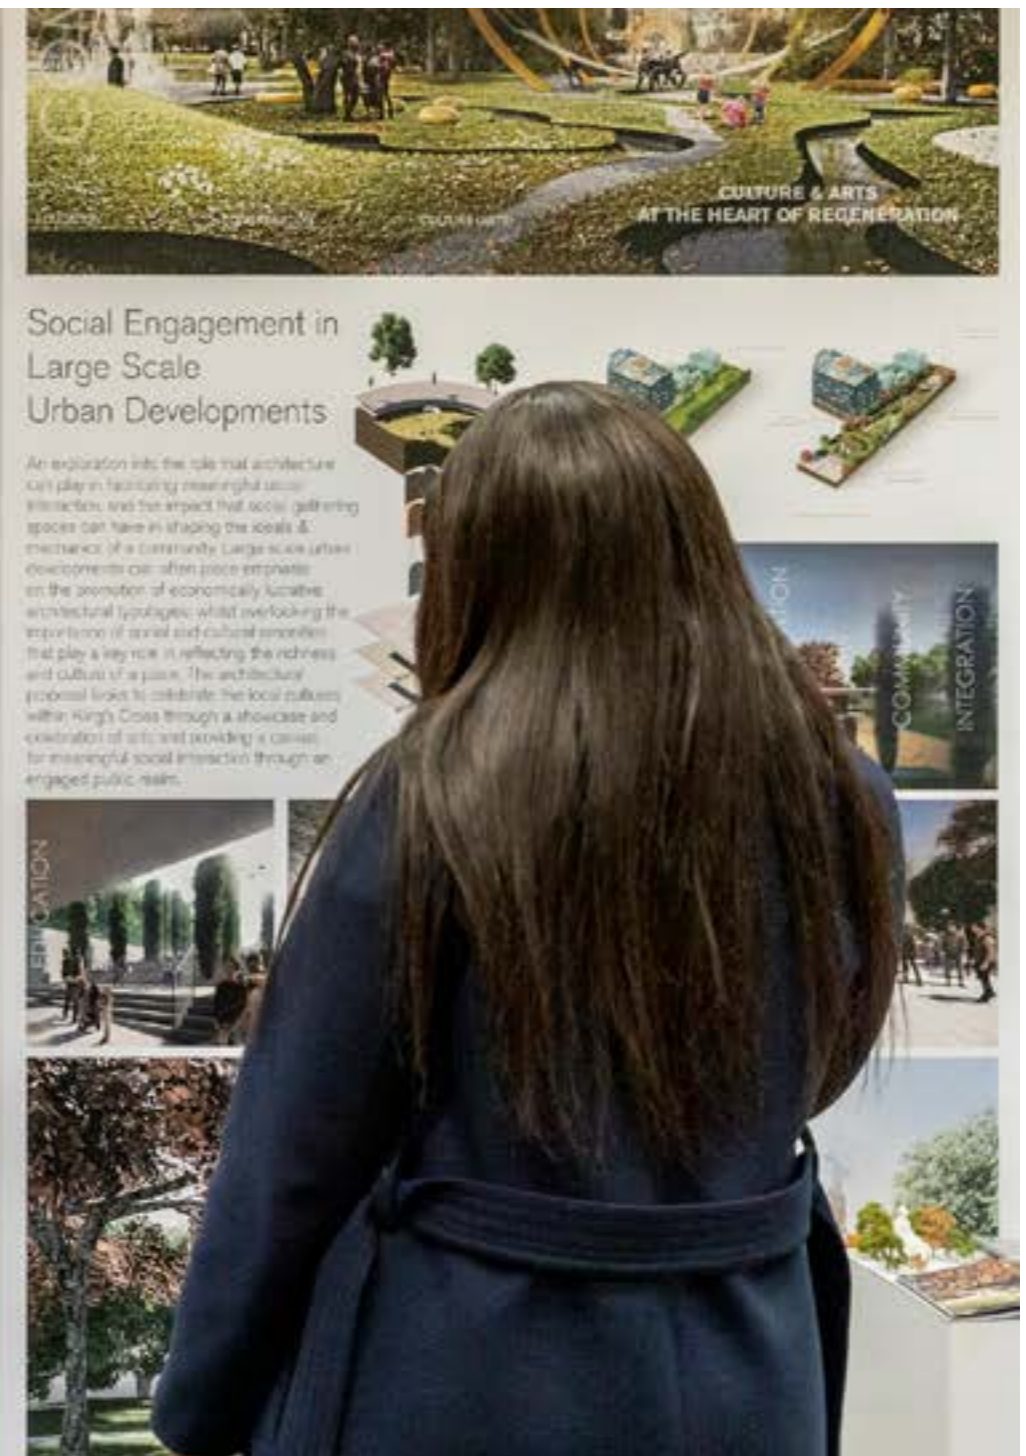 CULTURE & ARTS
AT THE HEART OF REGENERATION
Social Engagement in
Large Scale
Urban Developments
An exploration into the role that architecture
can play in facilitating meaningful social
interaction, and the impact that social gathering
spaces can have in shaping the ideals &
mechanics of a community. Large scale urban
developments can often place emphasis
on the promotion of economically lucrative
architectural typologies whilst overlooking the
importance of social and cultural amenities
that play a key role in reflecting the richness
and culture of a place. The architectural
proposal looks to celebrate the local cultures
within King's Cross through a showcase and
celebration of arts and providing a canvas
for meaningful social interaction through an
engaged public realm.
COMMUNITY
INTEGRATION